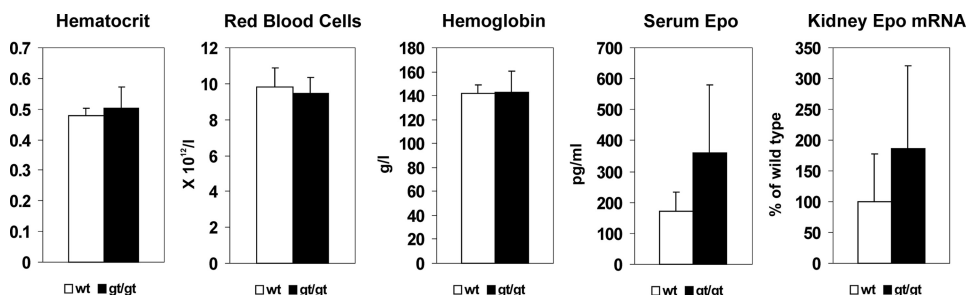 Hematocrit
0.7
0.6
0.5
0.4
0.3
0.2
0.1
0
wt gt/gt
Red Blood Cells
X 10¹²/l
12
10
8
6
4
2
0
wt gt/gt
Hemoglobin
g/l
180
160
140
120
100
80
60
40
20
0
wt gt/gt
Serum Epo
pg/ml
700
600
500
400
300
200
100
0
wt gt/gt
Kidney Epo mRNA
% of wild type
350
300
250
200
150
100
50
0
wt gt/gt